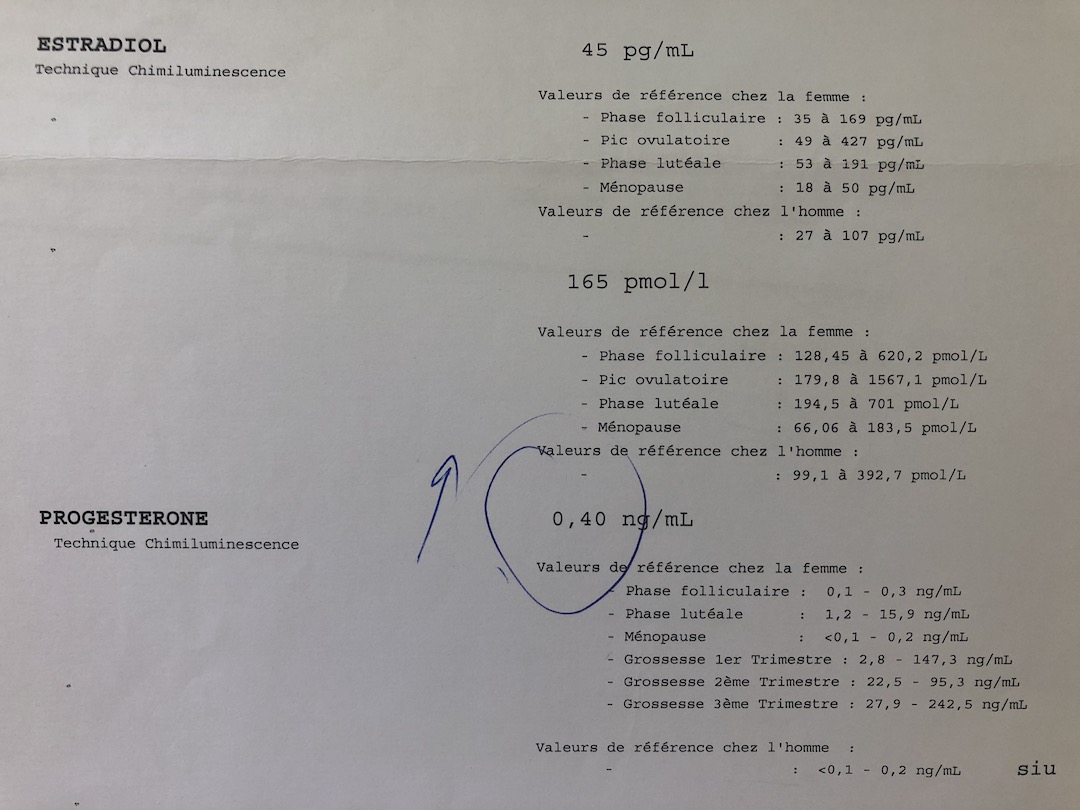 ESTRADIOL
45 pg/mL
Technique Chimiluminescence
Valeurs de référence chez la femme :
- Phase folliculaire : 35 à 169 pg/mL
- Pic ovulatoire : 49 à 427 pg/mL
- Phase lutéale : 53 à 191 pg/mL
- Ménopause : 18 à 50 pg/mL
Valeurs de référence chez l'homme :
- : 27 à 107 pg/mL
165 pmol/l
Valeurs de référence chez la femme :
- Phase folliculaire : 128,45 à 620,2 pmol/L
- Pic ovulatoire : 179,8 à 1567,1 pmol/L
- Phase lutéale : 194,5 à 701 pmol/L
- Ménopause : 66,06 à 183,5 pmol/L
Valeurs de référence chez l'homme :
- : 99,1 à 392,7 pmol/L
PROGESTERONE
0,40 ng/mL
Technique Chimiluminescence
Valeurs de référence chez la femme :
- Phase folliculaire : 0,1 - 0,3 ng/mL
- Phase lutéale : 1,2 - 15,9 ng/mL
- Ménopause : <0,1 - 0,2 ng/mL
- Grossesse 1er Trimestre : 2,8 - 147,3 ng/mL
- Grossesse 2ème Trimestre : 22,5 - 95,3 ng/mL
- Grossesse 3ème Trimestre : 27,9 - 242,5 ng/mL
Valeurs de référence chez l'homme :
- : <0,1 - 0,2 ng/mL
siu